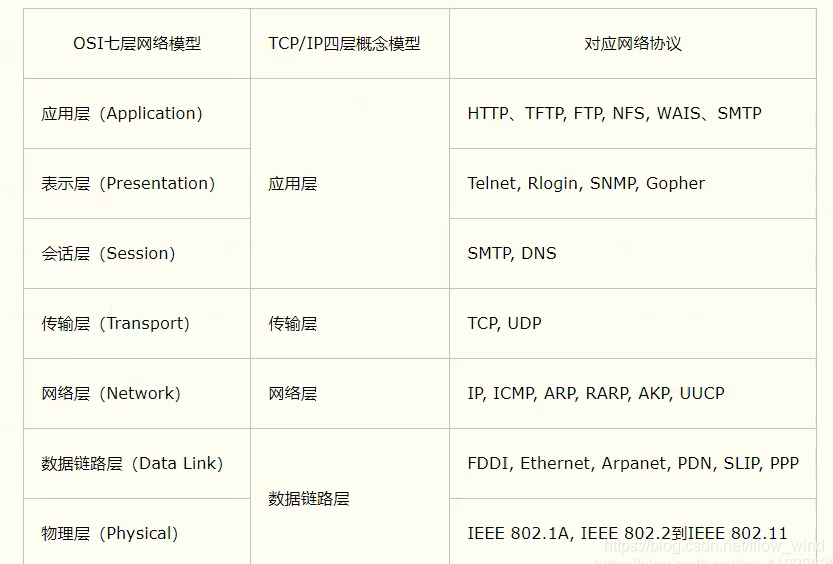 OSI七层网络模型 TCP/IP四层概念模型 对应网络协议
应用层（Application） HTTP、TFTP, FTP, NFS, WAIS、SMTP
表示层（Presentation） 应用层 Telnet, Rlogin, SNMP, Gopher
会话层（Session） SMTP, DNS
传输层（Transport） 传输层 TCP, UDP
网络层（Network） 网络层 IP, ICMP, ARP, RARP, AKP, UUCP
数据链路层（Data Link） FDDI, Ethernet, Arpanet, PDN, SLIP, PPP
数据链路层
物理层（Physical） IEEE 802.1A, IEEE 802.2到IEEE 802.11